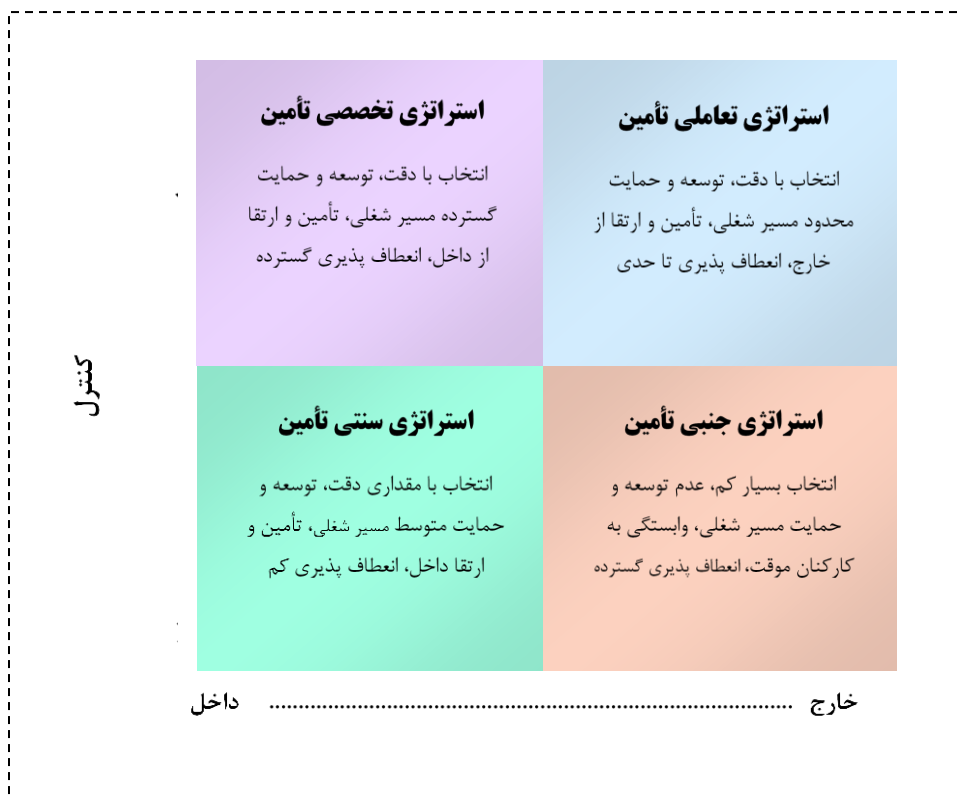 استراتژی تعاملی تأمین
انتخاب با دقت، توسعه و حمایت
محدود مسیر شغلی، تأمین و ارتقا از
خارج، انعطاف پذیری تا حدی
استراتژی تخصصی تأمین
انتخاب با دقت، توسعه و حمایت
گسترده مسیر شغلی، تأمین و ارتقا
از داخل، انعطاف پذیری گسترده
کنترل
استراتژی جنبی تأمین
انتخاب بسیار کم، عدم توسعه و
حمایت مسیر شغلی، وابستگی به
کارکنان موقت، انعطاف پذیری گسترده
استراتژی سنتی تأمین
انتخاب با مقداری دقت، توسعه و
حمایت متوسط مسیر شغلی، تأمین و
ارتقا داخل، انعطاف پذیری کم
خارج ........................................................................................ داخل